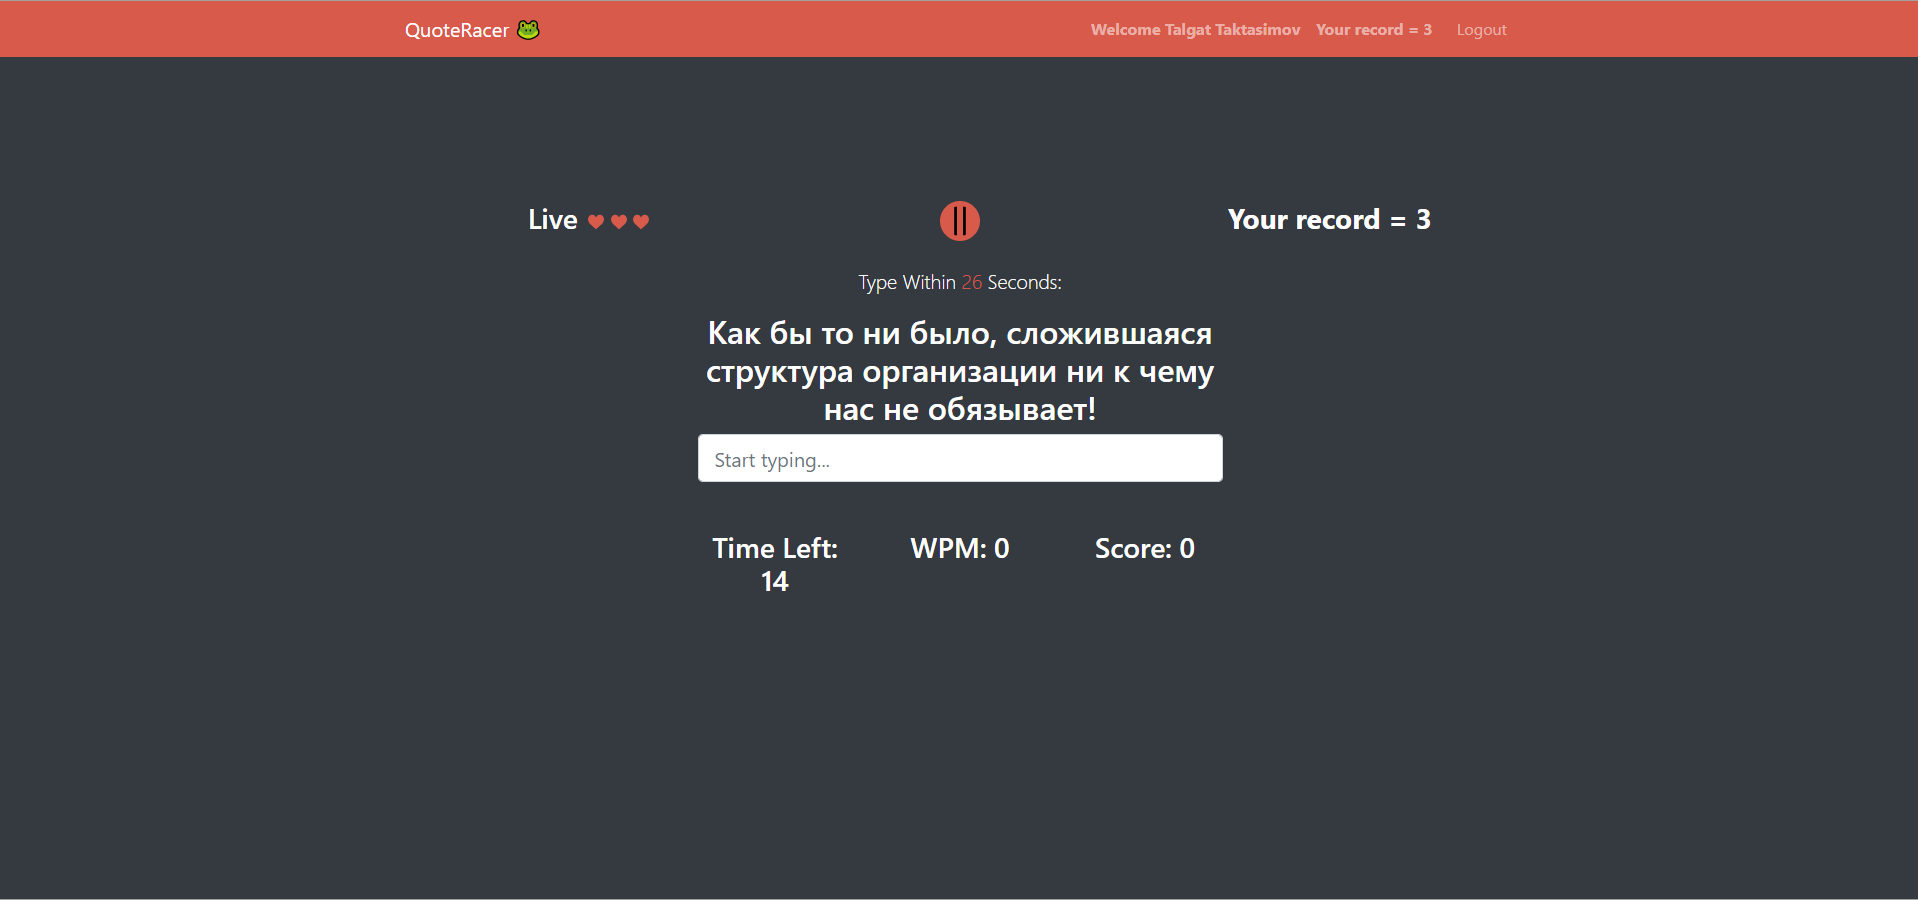 QuoteRacer 🐸
Welcome Talgat Taktasimov Your record = 3 Logout
Live
Your record = 3
Type Within 26 Seconds:
Как бы то ни было, сложившаяся
структура организации ни к чему
нас не обязывает!
Start typing...
Time Left:
14
WPM: 0
Score: 0